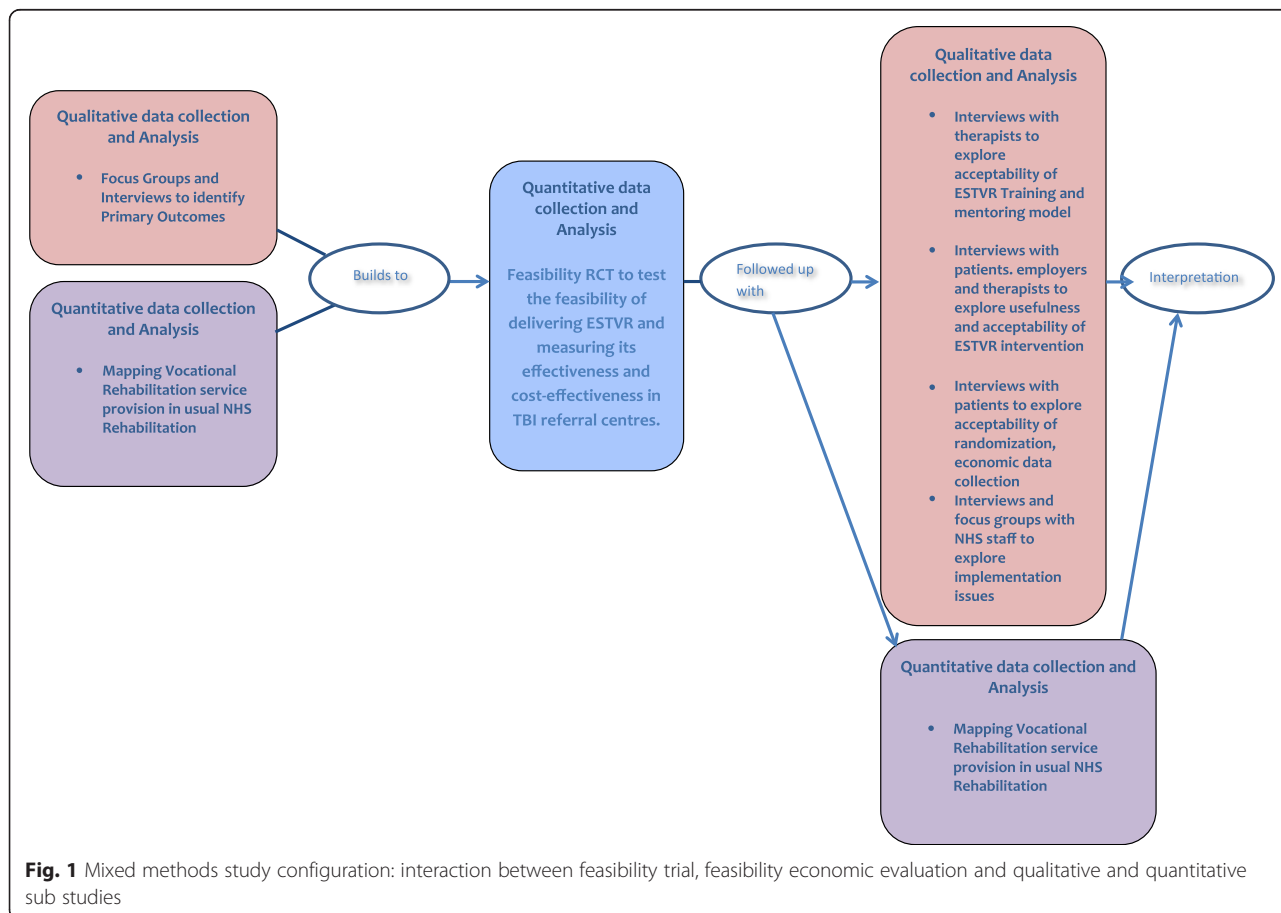 Qualitative data collection
and Analysis
• Focus Groups and
Interviews to identify
Primary Outcomes
Quantitative data collection
and Analysis
• Mapping Vocational
Rehabilitation service
provision in usual NHS
Rehabilitation
Builds to
Quantitative data
collection and
Analysis
Feasibility RCT to test
the feasibility of
delivering ESTVR and
measuring its
effectiveness and
cost-effectiveness in
TBI referral centres.
Followed up
with
Qualitative data
collection and Analysis
• Interviews with
therapists to
explore
acceptability of
ESTVR Training and
mentoring model
• Interviews with
patients. employers
and therapists to
explore usefulness
and acceptability of
ESTVR intervention
• Interviews with
patients to explore
acceptability of
randomization,
economic data
collection
• Interviews and
focus groups with
NHS staff to
explore
implementation
issues
Quantitative data collection and
Analysis
• Mapping Vocational
Rehabilitation service
provision in usual NHS
Rehabilitation
Interpretation
Fig. 1 Mixed methods study configuration: interaction between feasibility trial, feasibility economic evaluation and qualitative and quantitative
sub studies